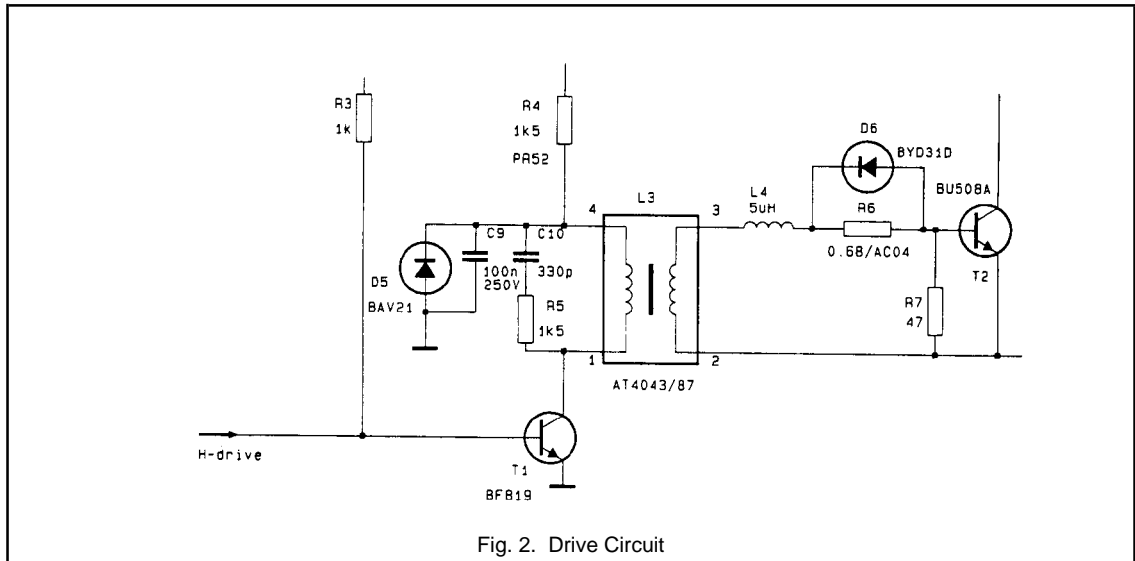 R3
1k
R4
1k5
PR52
D6
BYD31D
BU508A
L4
5uH
R6
0.68/AC04
T2
R7
47
4
L3
3
C9
100n
250V
C10
330p
D5
BAV21
R5
1k5
1
2
AT4043/87
H-drive
T1
BF819
Fig. 2. Drive Circuit